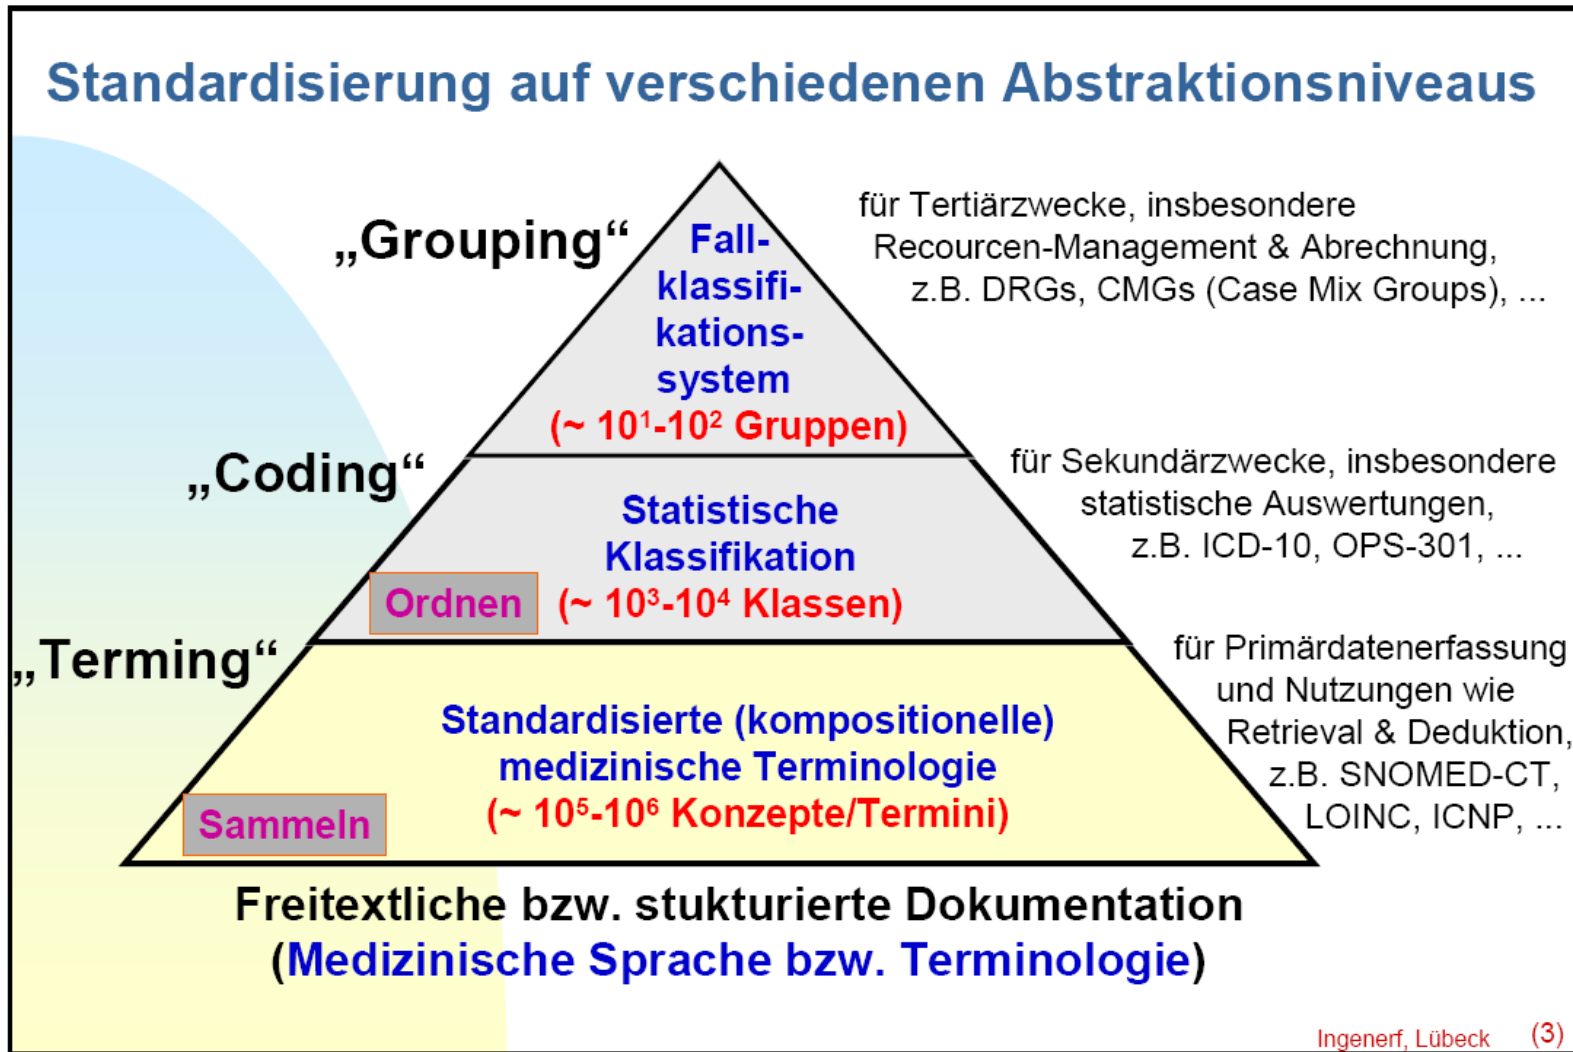 Standardisierung auf verschiedenen Abstraktionsniveaus
„Grouping“
Fall-
klassifi-
kations-
system
(~ 10¹-10² Gruppen)
für Tertiärzwecke, insbesondere
Recourcen-Management & Abrechnung,
z.B. DRGs, CMGs (Case Mix Groups), ...
„Coding“
Statistische
Klassifikation
Ordnen
(~ 10³-10⁴ Klassen)
für Sekundärzwecke, insbesondere
statistische Auswertungen,
z.B. ICD-10, OPS-301, ...
„Terming“
Standardisierte (kompositionelle)
medizinische Terminologie
(~ 10⁵-10⁶ Konzepte/Termini)
Sammeln
für Primärdatenerfassung
und Nutzungen wie
Retrieval & Deduktion,
z.B. SNOMED-CT,
LOINC, ICNP, ...
Freitextliche bzw. stukturierte Dokumentation
(Medizinische Sprache bzw. Terminologie)
Ingenerf, Lübeck (3)